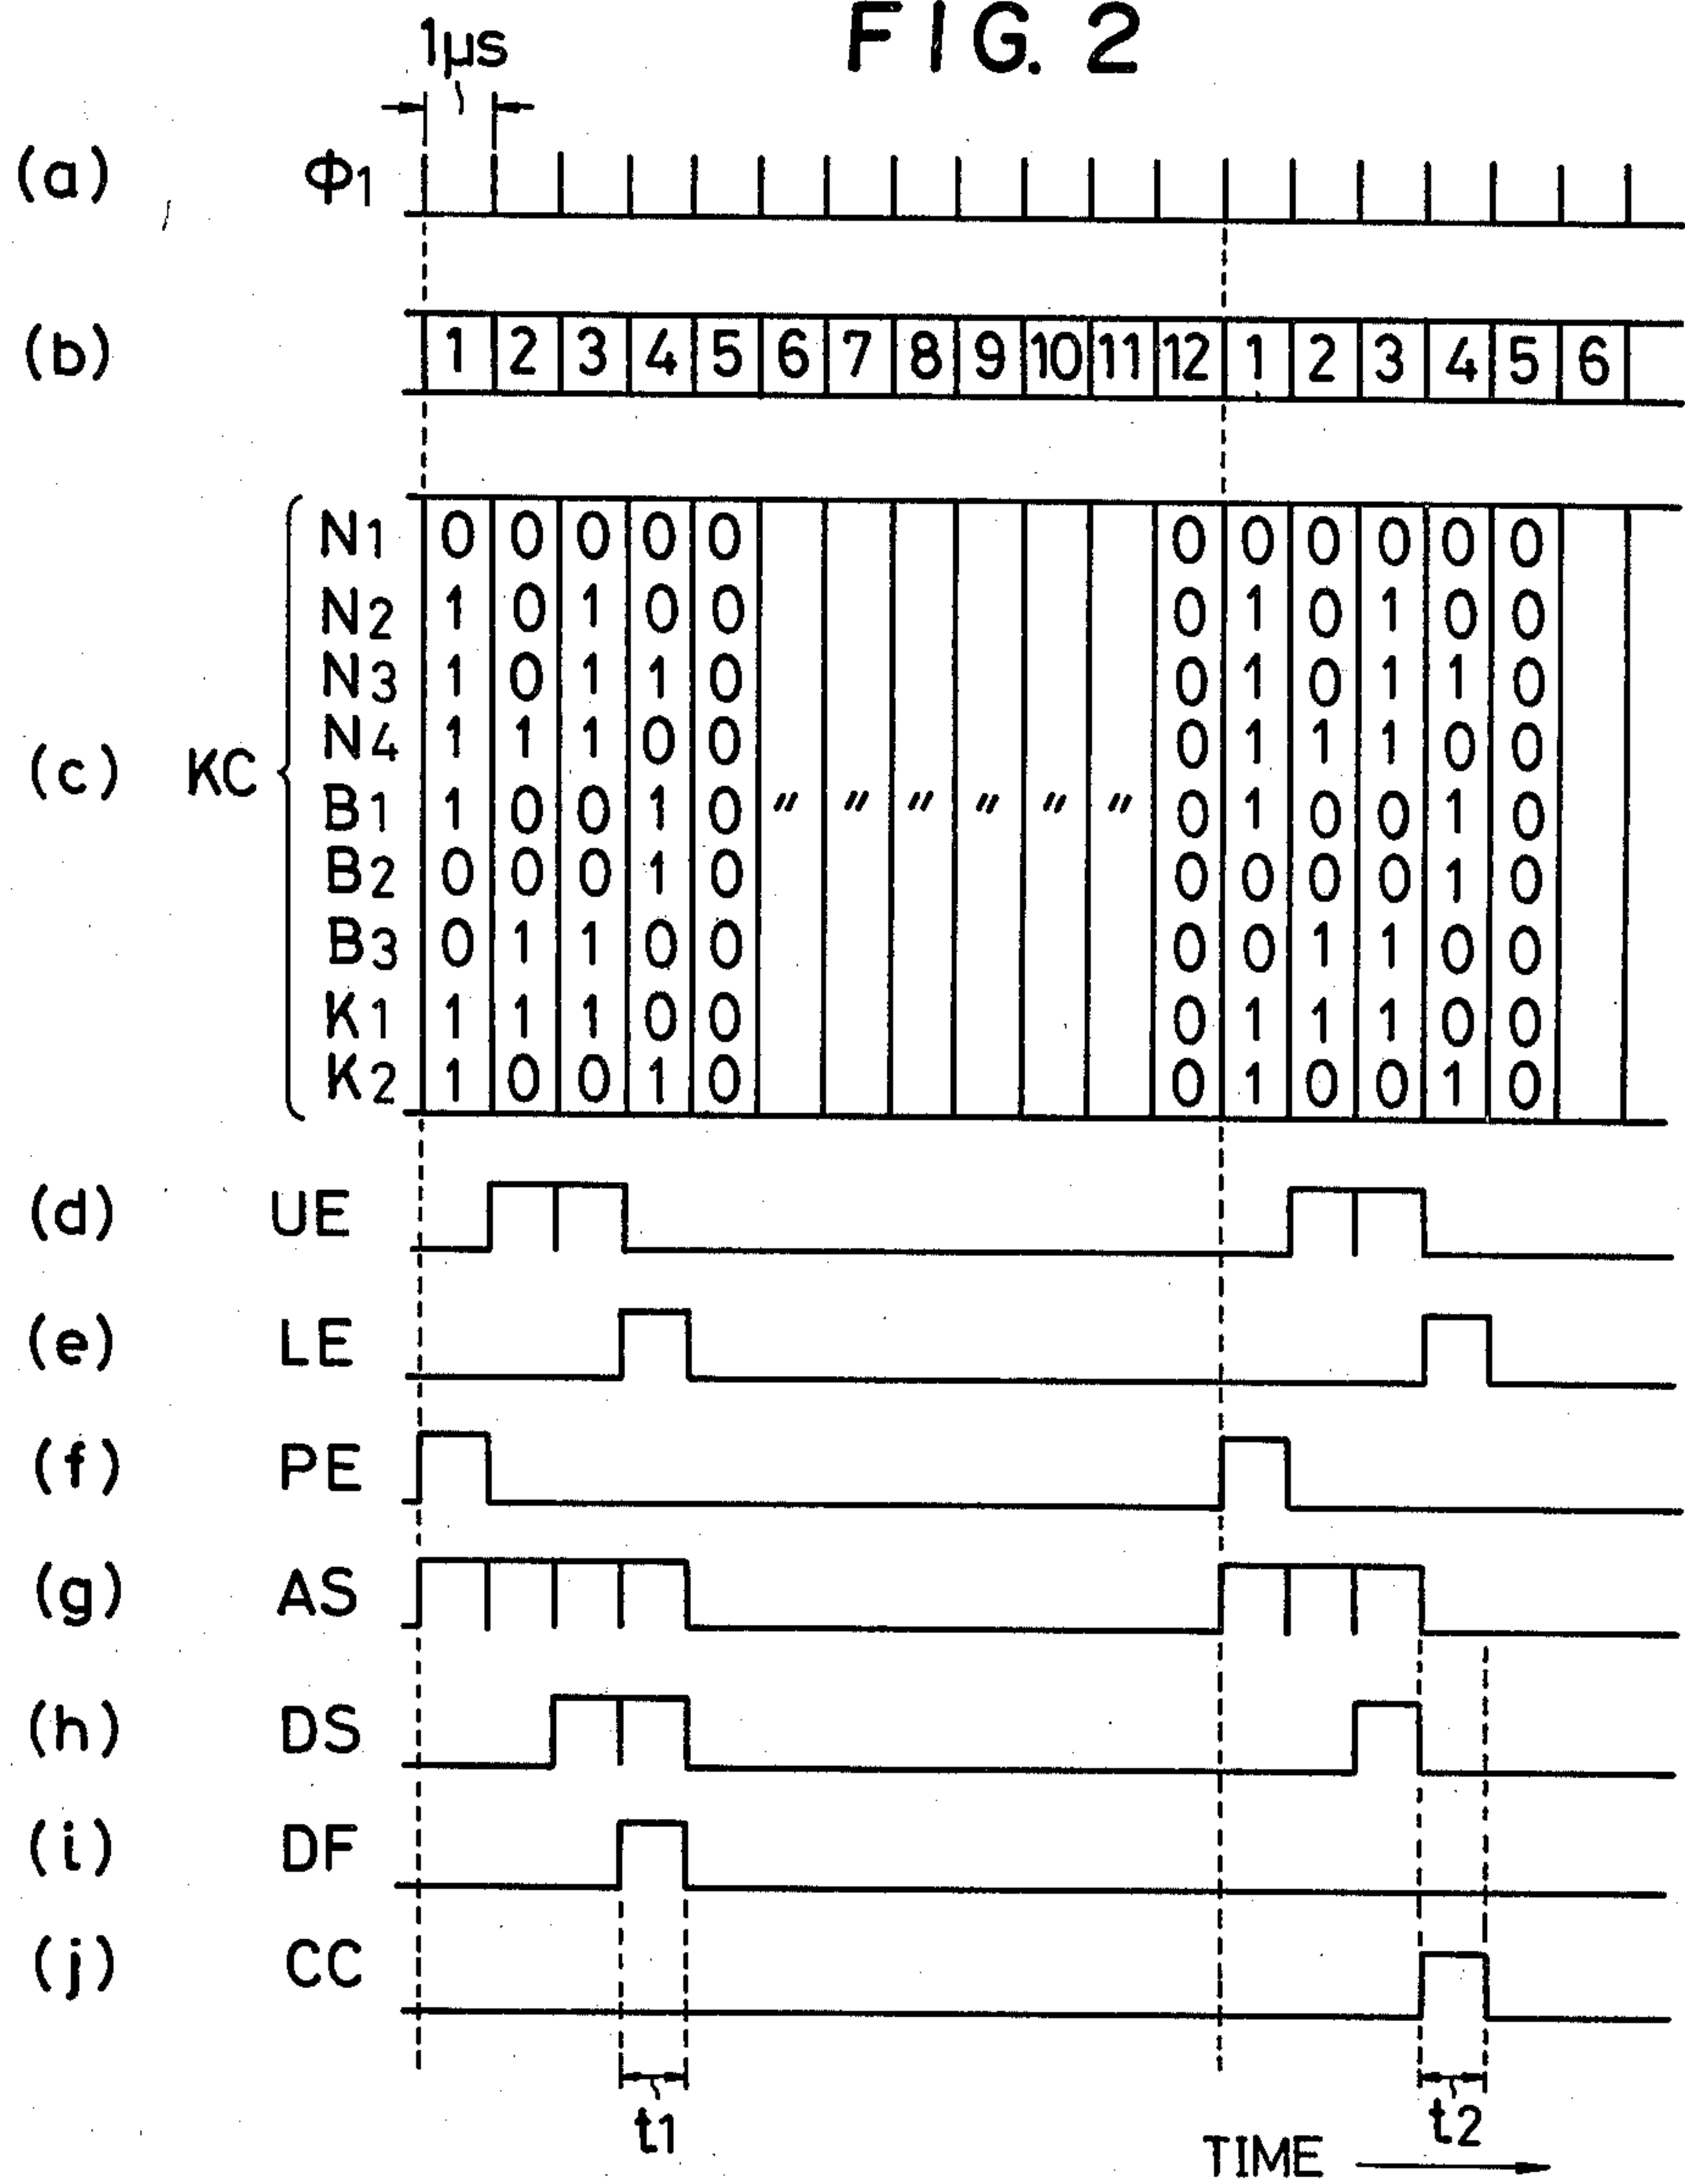 FIG. 2
1μs
(a) Φ1
(b) 1 2 3 4 5 6 7 8 9 10 11 12 1 2 3 4 5 6
(c) KC
N1 0 0 0 0 0 0 0 0 0 0 0
N2 1 0 1 0 0 0 1 0 1 0 0
N3 1 0 1 1 0 0 1 0 1 1 0
N4 1 1 1 0 0 0 1 1 1 0 0
B1 1 0 0 1 0 〃 〃 〃 〃 〃 〃 0 1 0 0 1 0
B2 0 0 0 1 0 0 0 0 0 1 0
B3 0 1 1 0 0 0 0 1 1 0 0
K1 1 1 1 0 0 0 1 1 1 0 0
K2 1 0 0 1 0 0 1 0 0 1 0
(d) UE
(e) LE
(f) PE
(g) AS
(h) DS
(i) DF
(j) CC
t1 t2
TIME